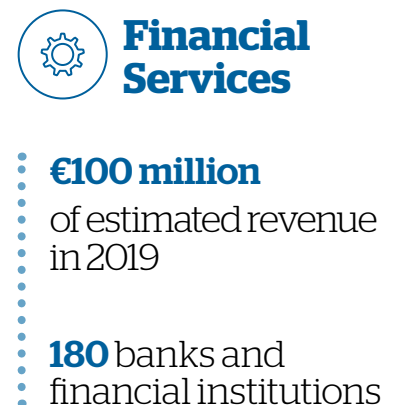 Financial
Services
€100 million
of estimated revenue
in 2019
180 banks and
financial institutions